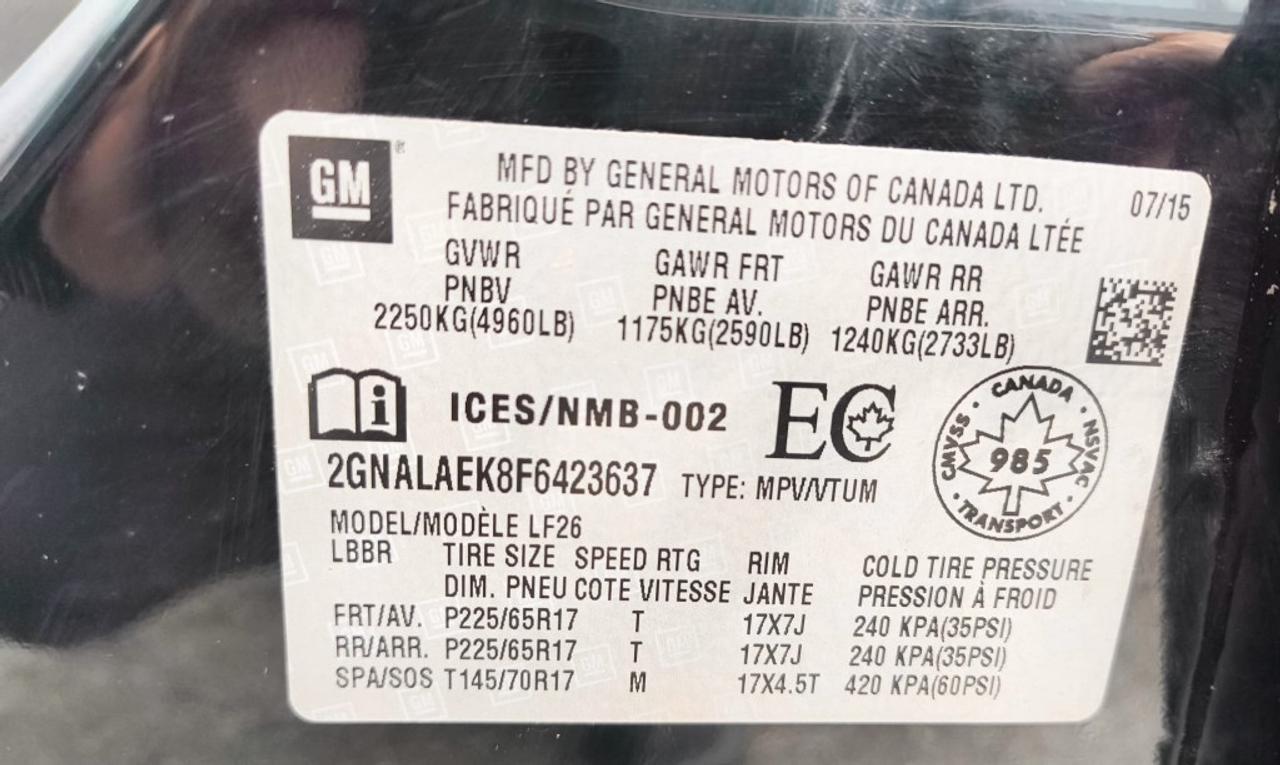 GM ®
MFD BY GENERAL MOTORS OF CANADA LTD. 07/15
FABRIQUÉ PAR GENERAL MOTORS DU CANADA LTÉE
GVWR GAWR FRT GAWR RR
PNBV PNBE AV. PNBE ARR.
2250KG(4960LB) 1175KG(2590LB) 1240KG(2733LB)
i ICES/NMB-002 EC
CANADA · NSVAC · TRANSPORT · CMVSS ·
985
2GNALAEK8F6423637 TYPE: MPV/VTUM
MODEL/MODÈLE LF26
LBBR TIRE SIZE SPEED RTG RIM COLD TIRE PRESSURE
DIM. PNEU COTE VITESSE JANTE PRESSION À FROID
FRT/AV. P225/65R17 T 17X7J 240 KPA(35PSI)
RR/ARR. P225/65R17 T 17X7J 240 KPA(35PSI)
SPA/SOS T145/70R17 M 17X4.5T 420 KPA(60PSI)